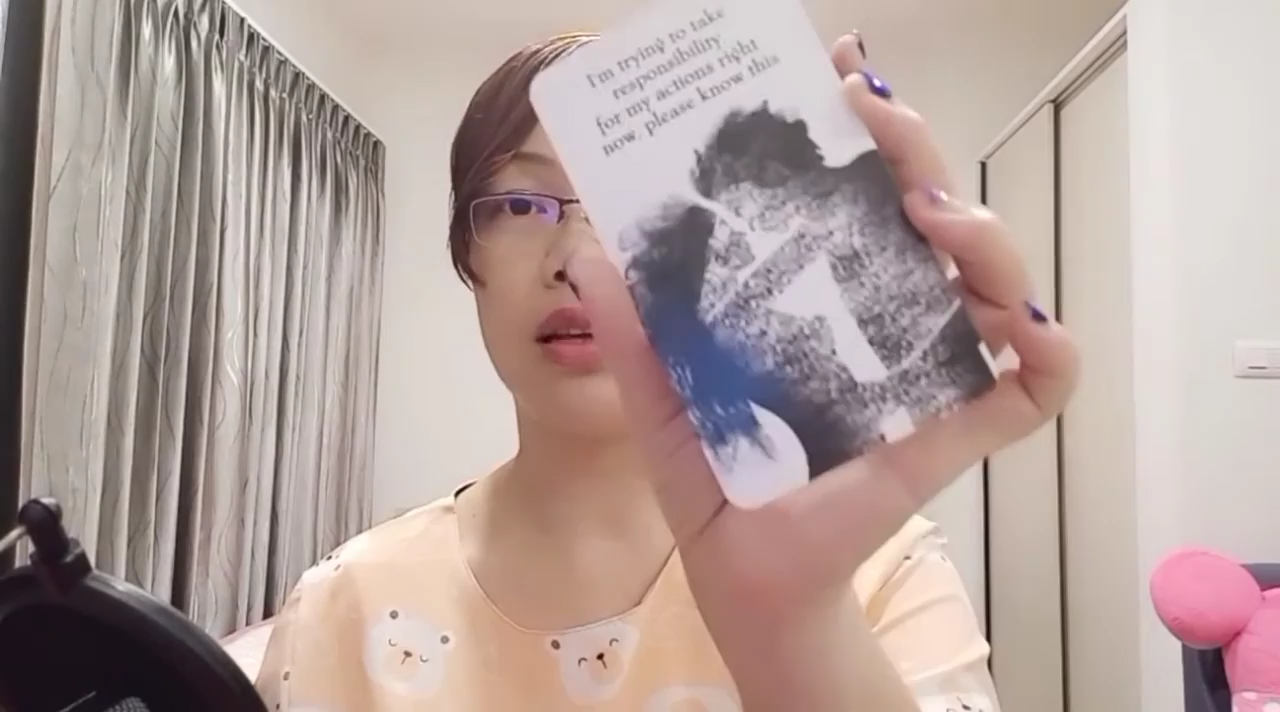 I'm trying to take
responsibility
for my actions right
now, please know this